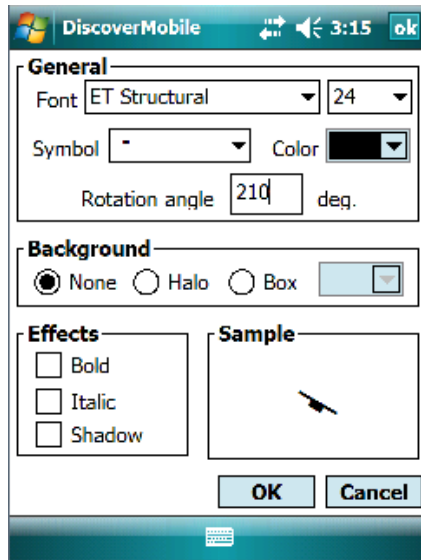 DiscoverMobile 3:15 ok
General
Font ET Structural 24
Symbol - Color
Rotation angle 210 deg.
Background
None Halo Box
Effects Sample
Bold
Italic
Shadow
OK Cancel